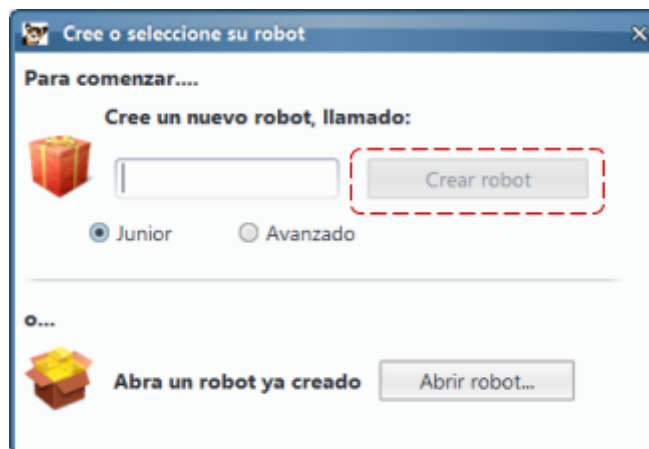 Cree o seleccione su robot
Para comenzar....
Cree un nuevo robot, llamado:
Crear robot
Junior
Avanzado
o...
Abra un robot ya creado
Abrir robot...